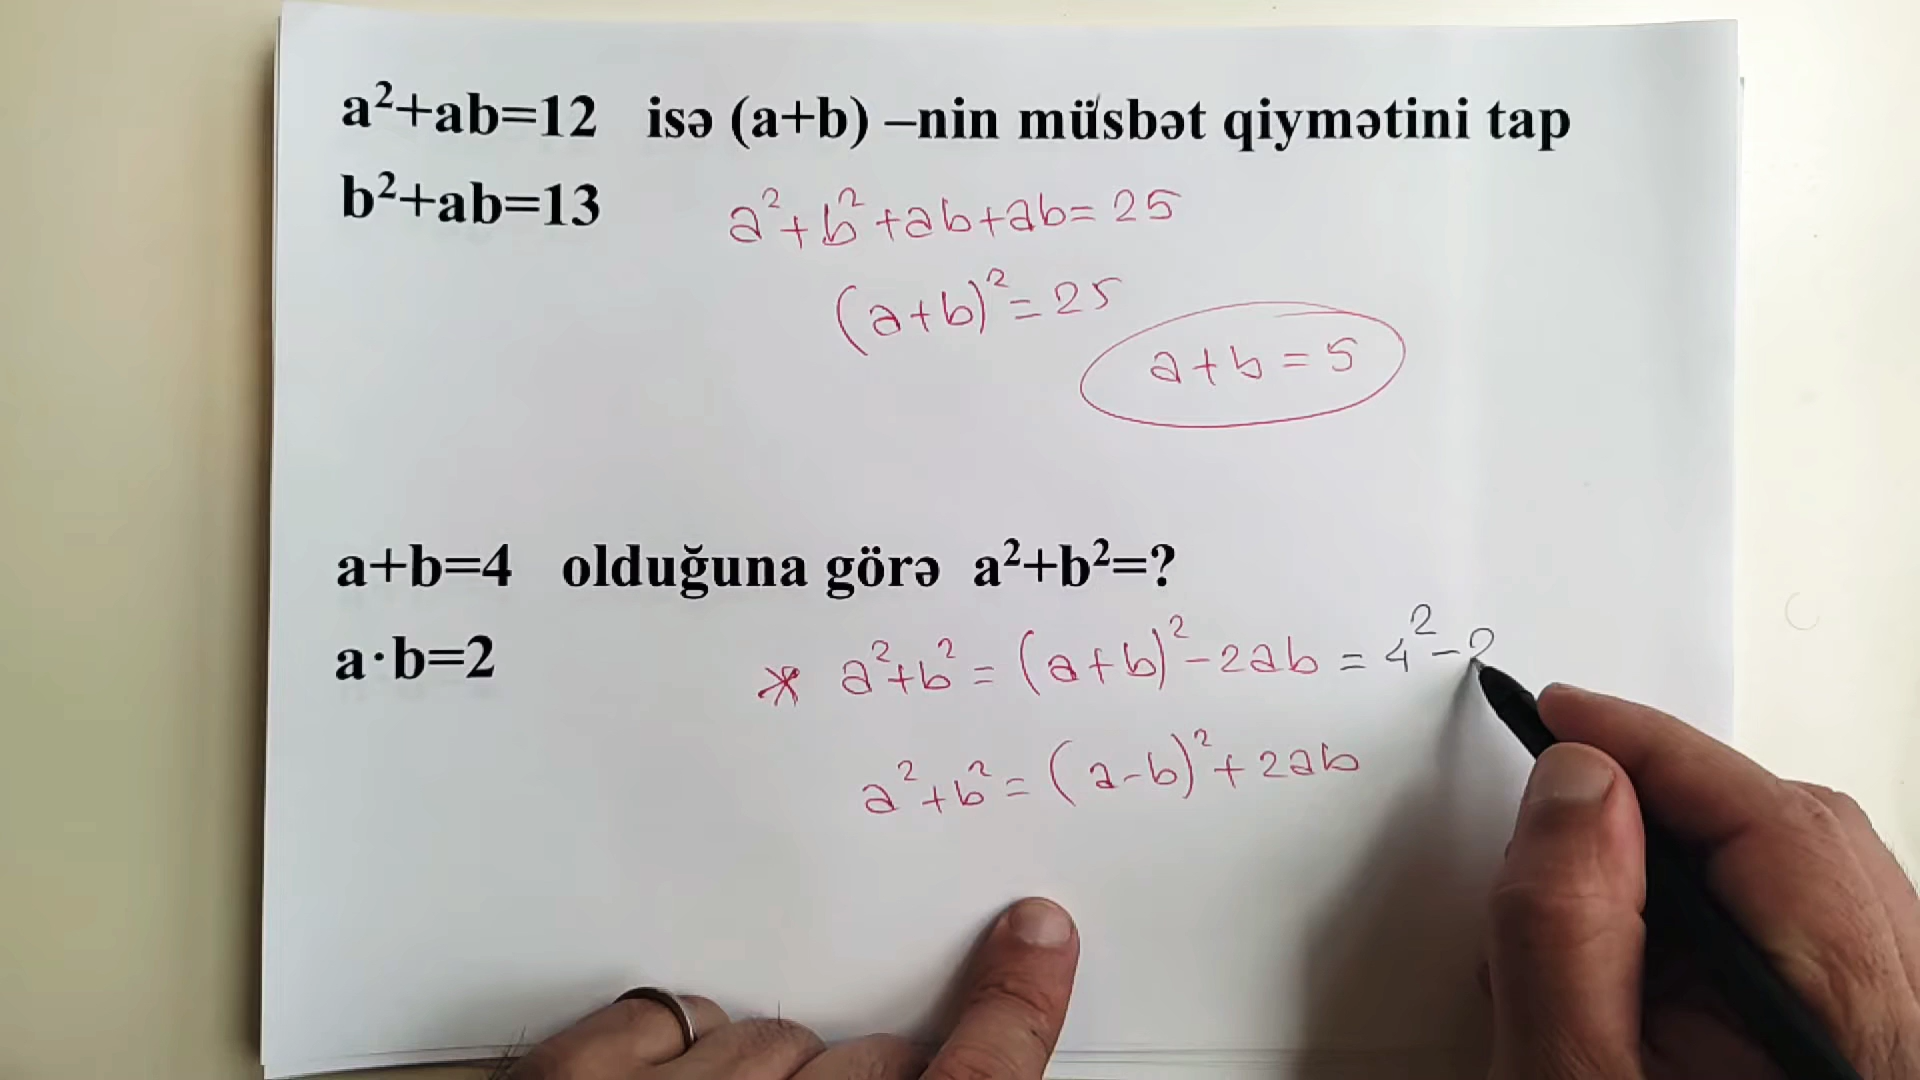 a²+ab=12 isə (a+b) –nin müsbət qiymətini tap
b²+ab=13
a²+b²+ab+ab=25
(a+b)²=25
a+b=5
a+b=4 olduğuna görə a²+b²=?
a·b=2
* a²+b²=(a+b)²-2ab=4²-2
a²+b²=(a-b)²+2ab